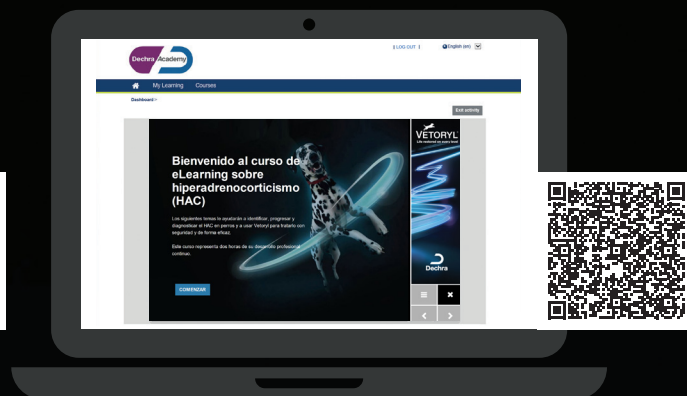 Dechra Academy
[ LOG OUT ]
English (en)
My Learning Courses
Dashboard >
Exit activity
VETORYL
Bienvenido al curso de
eLearning sobre
hiperadrenocorticismo
(HAC)
Los siguientes temas le ayudarán a identificar, progresar y
diagnosticar el HAC en perros y a usar Vetoryl para tratarlo con
seguridad y de forma eficaz.
Este curso representa dos horas de su desarrollo profesional
continuo.
COMENZAR
Dechra